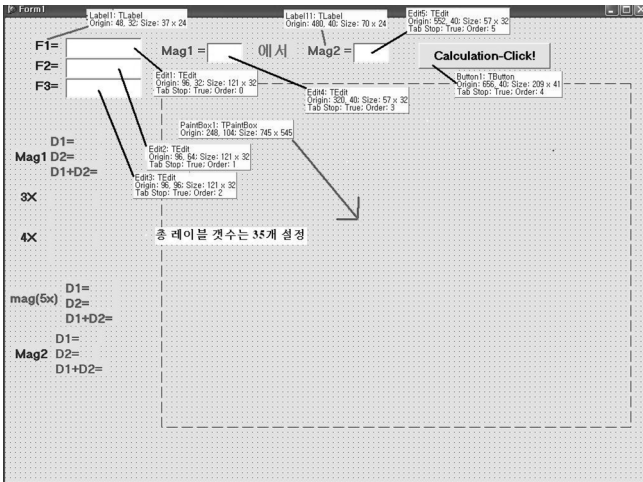 Form1
Label1: TLabel
Origin: 48, 32; Size: 37 x 24
Label11: TLabel
Origin: 480, 40; Size: 70 x 24
Edit5: TEdit
Origin: 552, 40; Size: 57 x 32
Tab Stop: True; Order: 5
F1=
Mag1 =
에서
Mag2 =
Calculation-Click!
F2=
F3=
Edit1: TEdit
Origin: 96, 32; Size: 121 x 32
Tab Stop: True; Order: 0
Button1: TButton
Origin: 656, 40; Size: 209 x 41
Tab Stop: True; Order: 4
Edit4: TEdit
Origin: 320, 40; Size: 57 x 32
Tab Stop: True; Order: 3
PaintBox1: TPaintBox
Origin: 248, 104; Size: 745 x 545
Edit2: TEdit
Origin: 96, 64; Size: 121 x 32
Tab Stop: True; Order: 1
Edit3: TEdit
Origin: 96, 96; Size: 121 x 32
Tab Stop: True; Order: 2
D1=
Mag1 D2=
D1+D2=
3X
4X
총 레이블 갯수는 35개 설정
D1=
mag(5x) D2=
D1+D2=
D1=
Mag2 D2=
D1+D2=